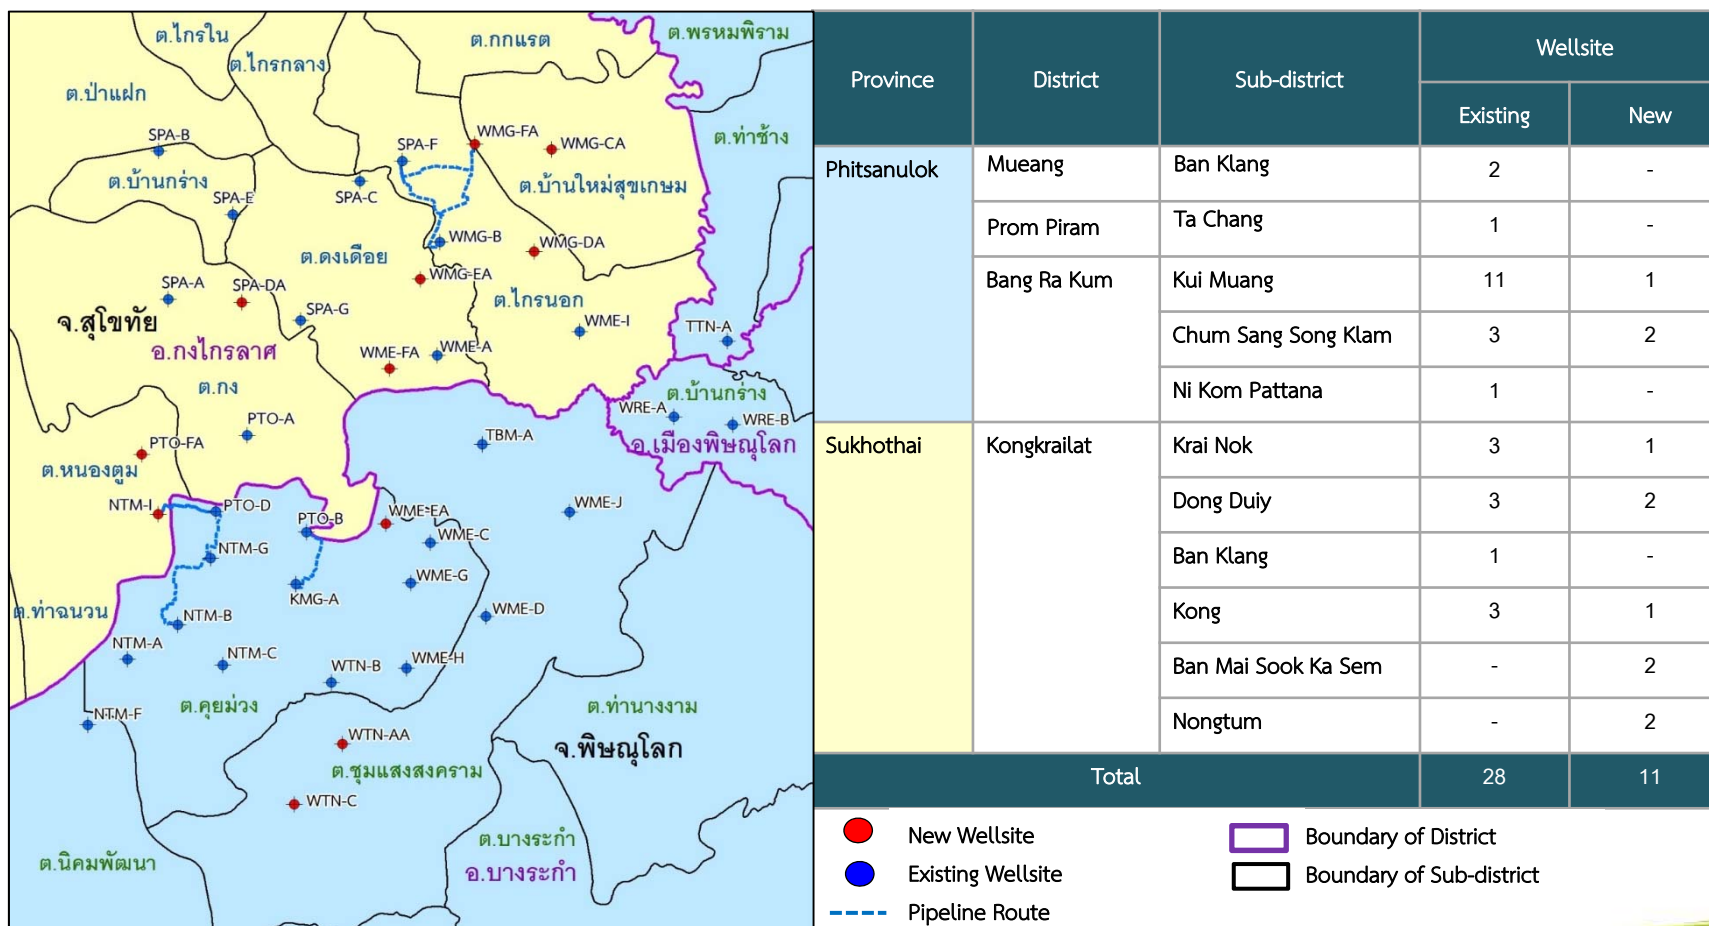 ต.ไกรใน
ต.กกแรต
ต.พรหมพิราม
ต.ไกรกลาง
ต.ป่าแฝก
SPA-B
SPA-F
WMG-FA
WMG-CA
ต.ท่าช้าง
ต.บ้านกร่าง
SPA-E
SPA-C
ต.บ้านใหม่สุขเกษม
WMG-B
WMG-DA
ต.ดงเดือย
WMG-EA
SPA-A
SPA-DA
SPA-G
ต.ไกรนอก
WME-I
TTN-A
จ.สุโขทัย
อ.กงไกรลาศ
WME-FA
WME-A
ต.กง
ต.บ้านกร่าง
WRE-A
WRE-B
PTO-A
TBM-A
อ.เมืองพิษณุโลก
PTO-FA
ต.หนองตูม
NTM-I
PTO-D
PTO-B
WME-EA
WME-J
WME-C
NTM-G
WME-G
KMG-A
ต.ท่าฉนวน
NTM-B
WME-D
NTM-A
NTM-C
WTN-B
WME-H
ต.คุยม่วง
ต.ท่านางงาม
NTM-F
WTN-AA
จ.พิษณุโลก
ต.ชุมแสงสงคราม
WTN-C
ต.บางระกำ
ต.นิคมพัฒนา
อ.บางระกำ
Province District Sub-district Wellsite
Existing New
Phitsanulok Mueang Ban Klang 2 -
Prom Piram Ta Chang 1 -
Bang Ra Kum Kui Muang 11 1
Chum Sang Song Klam 3 2
Ni Kom Pattana 1 -
Sukhothai Kongkrailat Krai Nok 3 1
Dong Duiy 3 2
Ban Klang 1 -
Kong 3 1
Ban Mai Sook Ka Sem - 2
Nongtum - 2
Total 28 11
New Wellsite Boundary of District
Existing Wellsite Boundary of Sub-district
Pipeline Route